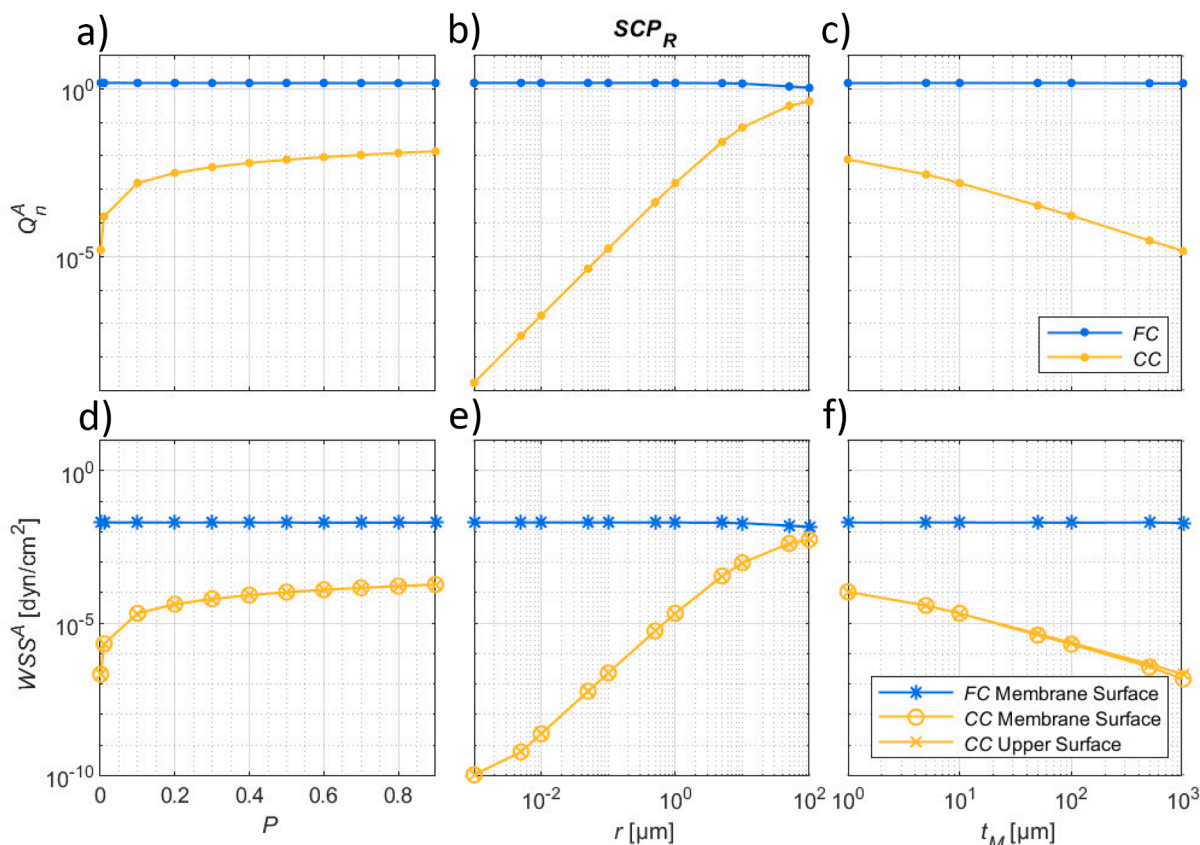 a)
b)
SCP_R
c)
Q_n^A
10^0
10^-5
FC
CC
d)
e)
f)
WSS^A [dyn/cm^2]
10^0
10^-5
10^-10
FC Membrane Surface
CC Membrane Surface
CC Upper Surface
0 0.2 0.4 0.6 0.8
10^-2 10^0 10^2
10^0 10^1 10^2 10^3
P
r [µm]
t_M [µm]